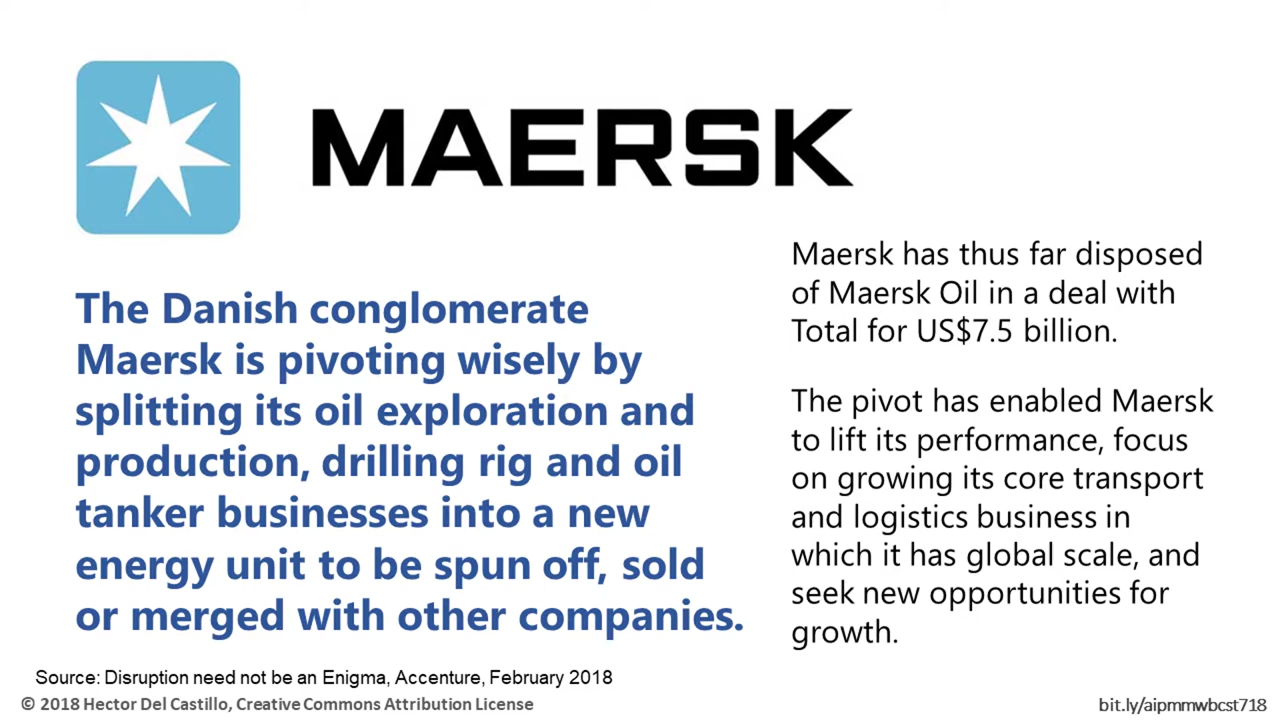 MAERSK
The Danish conglomerate
Maersk is pivoting wisely by
splitting its oil exploration and
production, drilling rig and oil
tanker businesses into a new
energy unit to be spun off, sold
or merged with other companies.
Maersk has thus far disposed
of Maersk Oil in a deal with
Total for US$7.5 billion.
The pivot has enabled Maersk
to lift its performance, focus
on growing its core transport
and logistics business in
which it has global scale, and
seek new opportunities for
growth.
Source: Disruption need not be an Enigma, Accenture, February 2018
© 2018 Hector Del Castillo, Creative Commons Attribution License
bit.ly/aipmmwbcst718